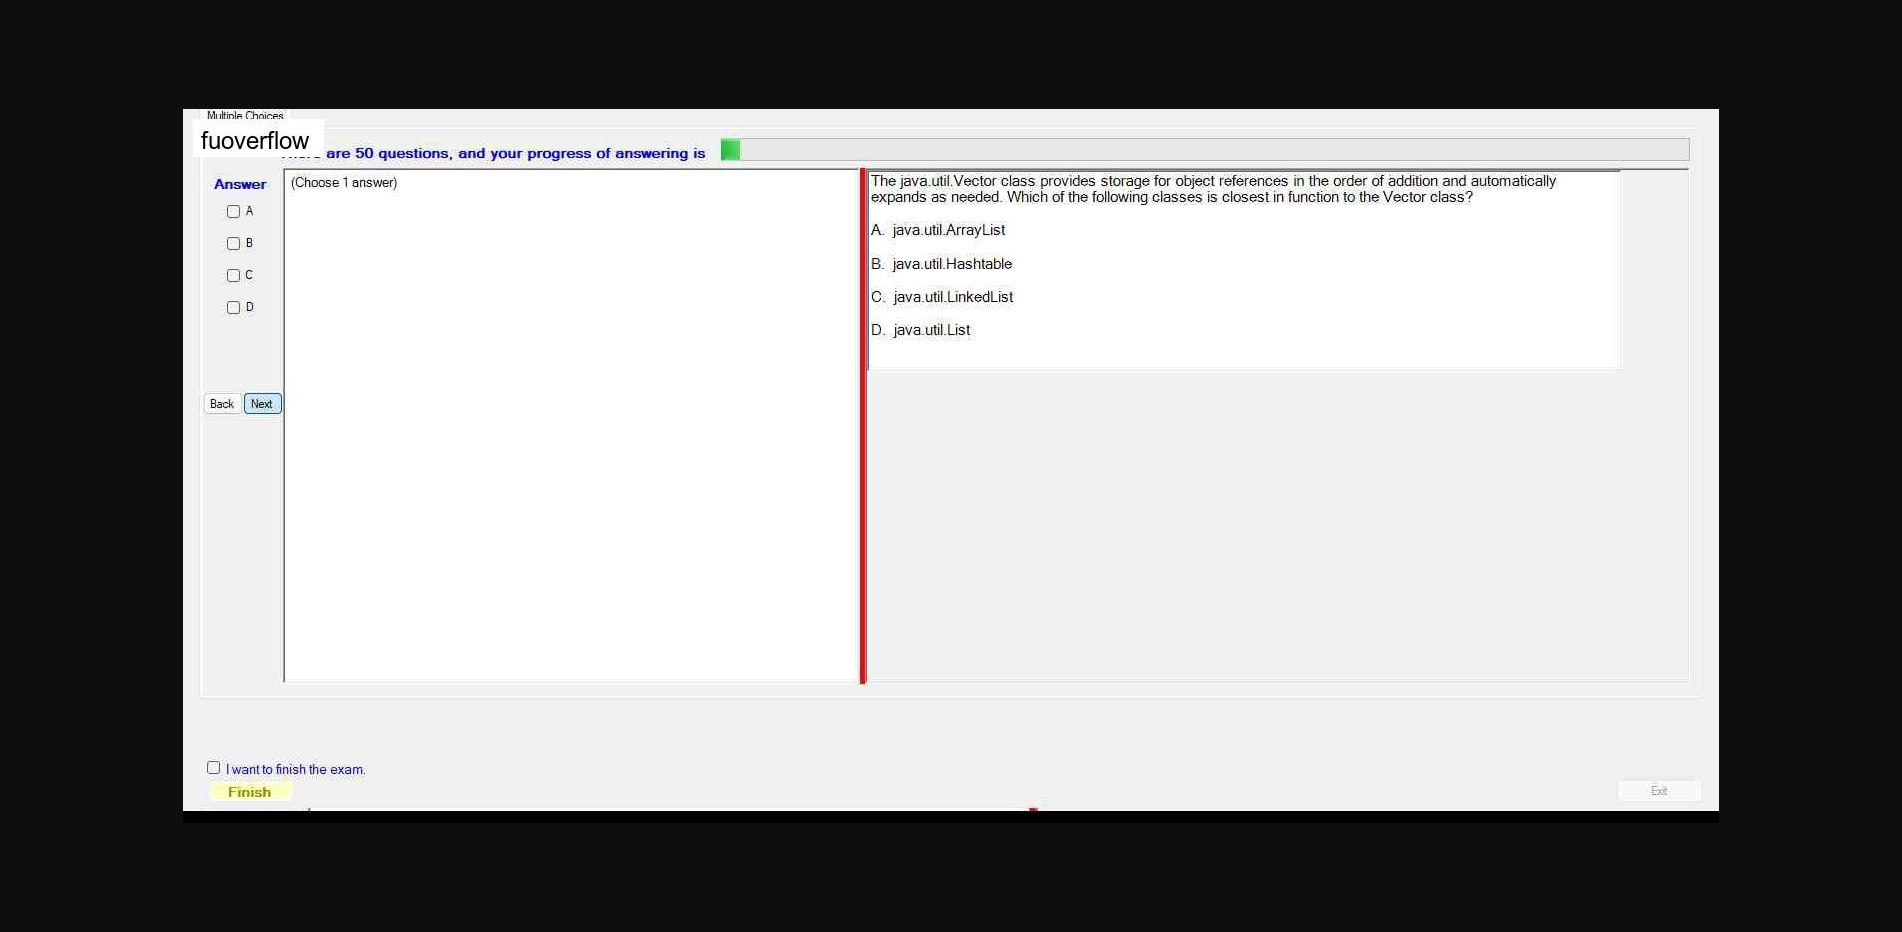 Multiple Choices
fuoverflow
are 50 questions, and your progress of answering is
Answer
(Choose 1 answer)
A
B
C
D
Back
Next
The java.util.Vector class provides storage for object references in the order of addition and automatically
expands as needed. Which of the following classes is closest in function to the Vector class?
A. java.util.ArrayList
B. java.util.Hashtable
C. java.util.LinkedList
D. java.util.List
I want to finish the exam.
Finish
Exit